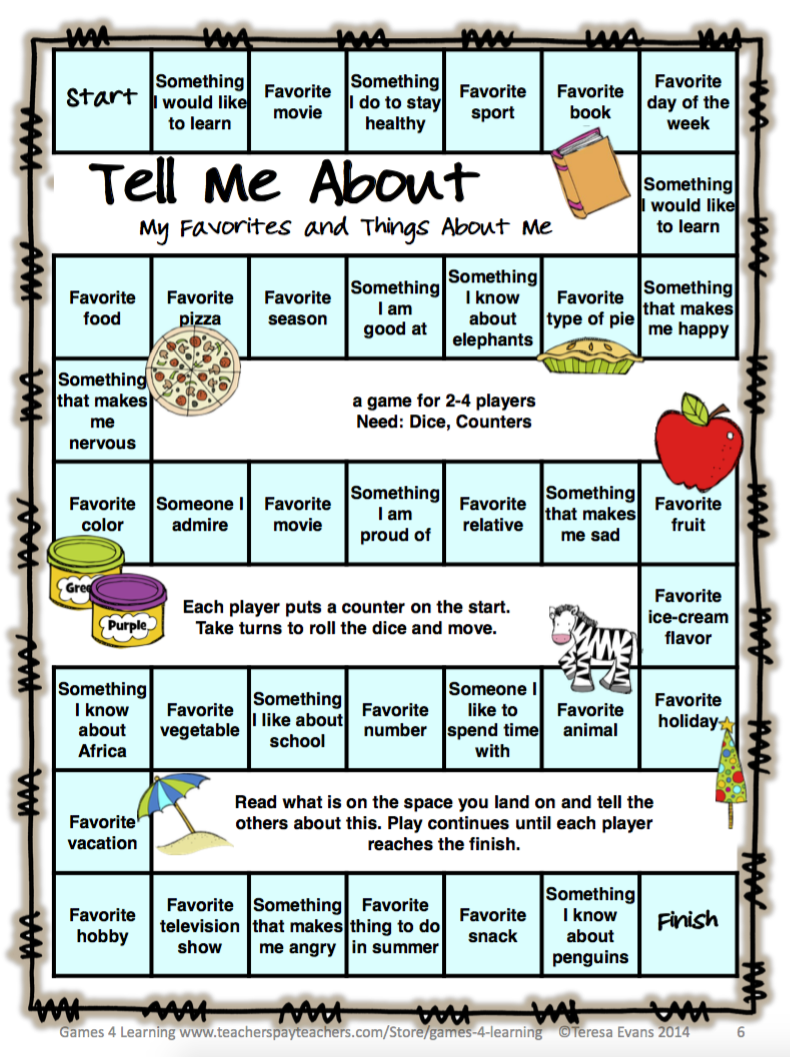 Start
Something
I would like
to learn
Favorite
movie
Something
I do to stay
healthy
Favorite
sport
Favorite
book
Favorite
day of the
week
Tell Me About
My Favorites and Things About Me
Something
I would like
to learn
Favorite
food
Favorite
pizza
Favorite
season
Something
I am
good at
Something
I know
about
elephants
Favorite
type of pie
Something
that makes
me happy
Something
that makes
me
nervous
a game for 2-4 players
Need: Dice, Counters
Favorite
color
Someone I
admire
Favorite
movie
Something
I am
proud of
Favorite
relative
Something
that makes
me sad
Favorite
fruit
Gree
Purple
Each player puts a counter on the start.
Take turns to roll the dice and move.
Favorite
ice-cream
flavor
Something
I know
about
Africa
Favorite
vegetable
Something
I like about
school
Favorite
number
Someone I
like to
spend time
with
Favorite
animal
Favorite
holiday
Favorite
vacation
Read what is on the space you land on and tell the
others about this. Play continues until each player
reaches the finish.
Favorite
hobby
Favorite
television
show
Something
that makes
me angry
Favorite
thing to do
in summer
Favorite
snack
Something
I know
about
penguins
Finish
Games 4 Learning www.teacherspayteachers.com/Store/games-4-learning ©Teresa Evans 2014 6